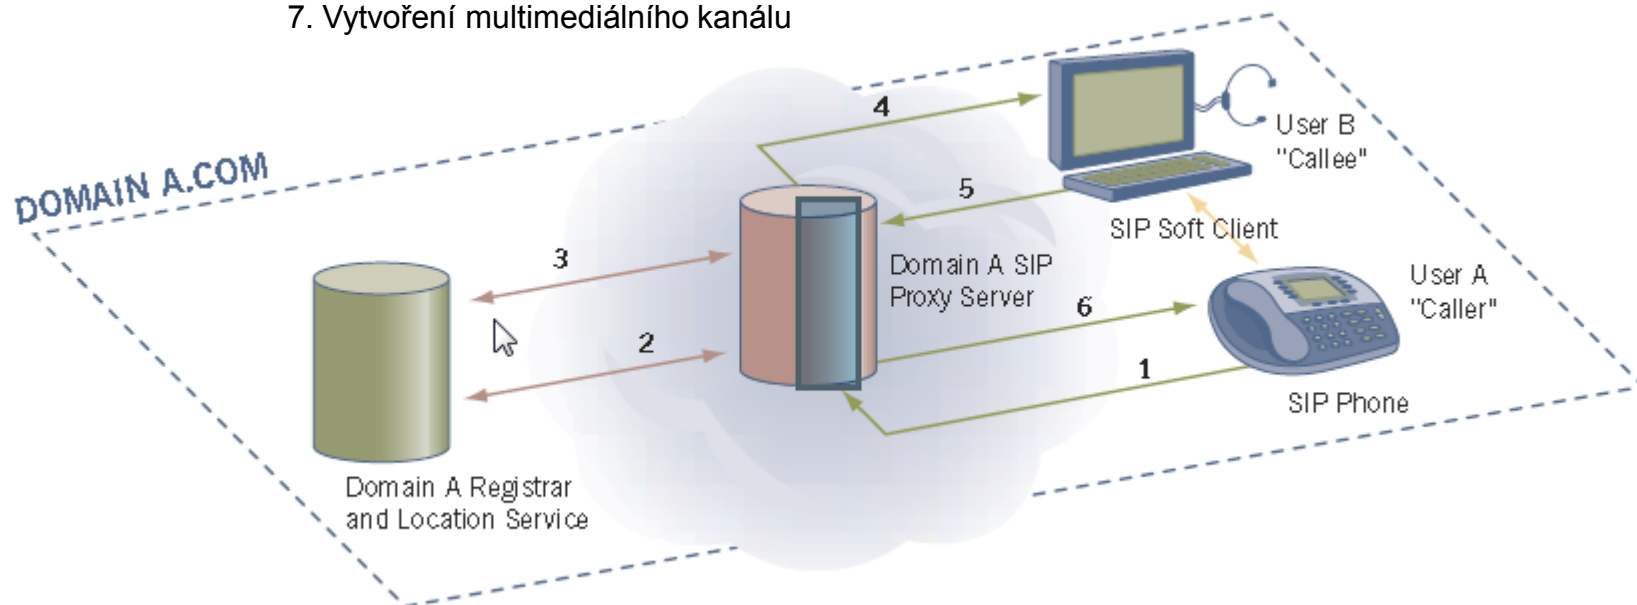 7. Vytvoření multimediálního kanálu
DOMAIN A.COM
4
User B
"Callee"
5
SIP Soft Client
3
Domain A SIP
Proxy Server
User A
"Caller"
6
2
1
SIP Phone
Domain A Registrar
and Location Service